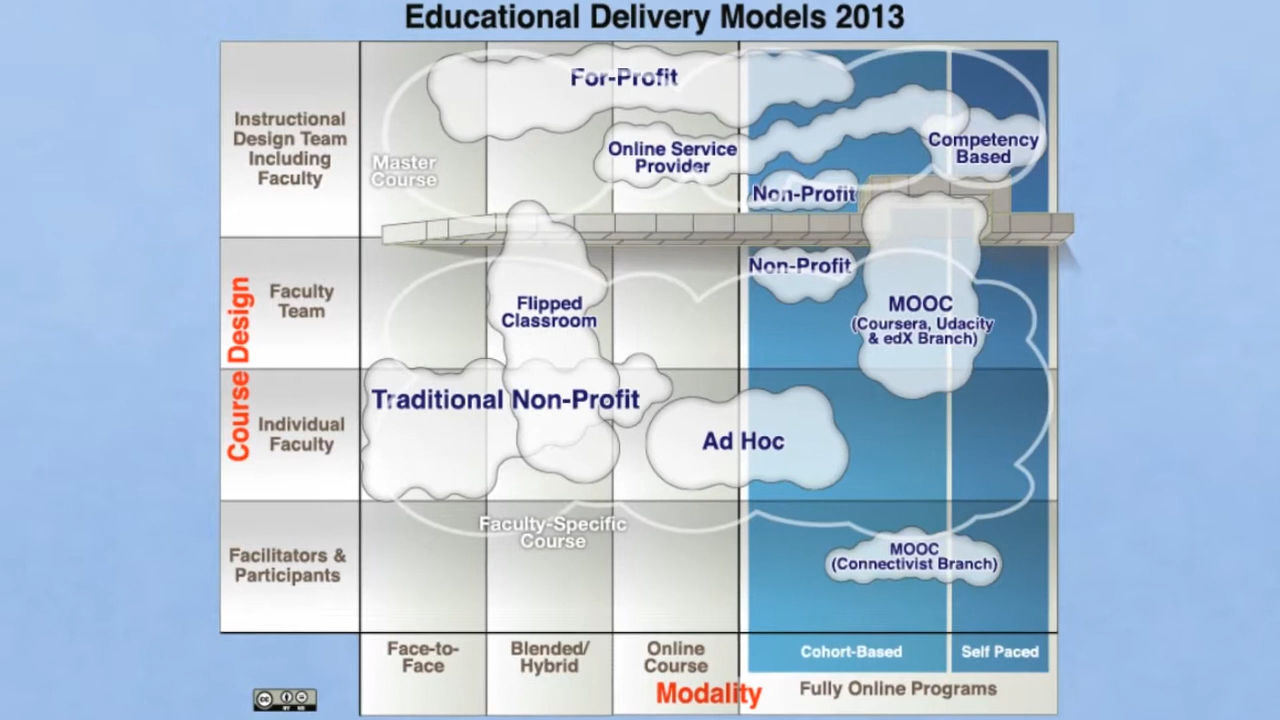 Educational Delivery Models 2013
Instructional
Design Team
Including
Faculty
For-Profit
Master
Course
Online Service
Provider
Competency
Based
Non-Profit
Course Design
Faculty
Team
Flipped
Classroom
Non-Profit
MOOC
(Coursera, Udacity
& edX Branch)
Individual
Faculty
Traditional Non-Profit
Ad Hoc
Facilitators &
Participants
Faculty-Specific
Course
MOOC
(Connectivist Branch)
Face-to-
Face
Blended/
Hybrid
Online
Course
Cohort-Based
Self Paced
Modality
Fully Online Programs